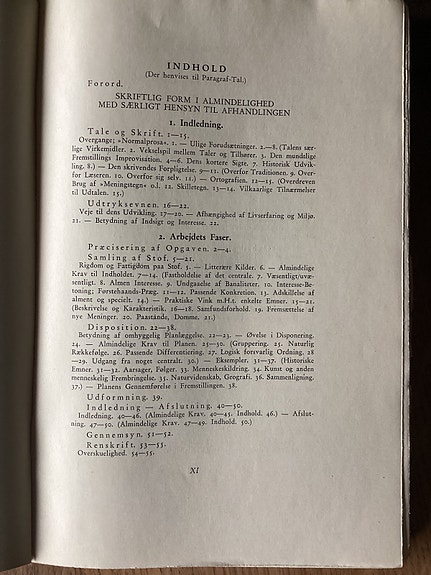 INDHOLD
(Der henvises til Paragraf-Tal.)
Forord.
SKRIFTLIG FORM I ALMINDELIGHED
MED SÆRLIGT HENSYN TIL AFHANDLINGEN
1. Indledning.
Tale og Skrift. 1—15.
Overgange; »Normalprosa«. 1. — Ulige Forudsætninger. 2.—8. (Talens sær-
lige Virkemidler. 2. Vekselspil mellem Taler og Tilhører. 3. Den mundlige
Fremstillings Improvisation. 4—6. Dens kortere Sigte. 7. Historisk Udvik-
ling. 8.) — Den skrevnes Forpligtelse. 9—11. (Overfor Traditionen. 9. Over-
for Læseren. 10. Overfor sig selv. 11.) — Ortografien. 12—15. (Overdreven
Brug af »Meningstegn« o.l. 12. Skilletegn. 13—14. Vilkaarlige Tilnærmelser
til Udtalen. 15.)
Udtryksevnen. 16—22.
Veje til dens Udvikling. 17—20. — Afhængighed af Livserfaring og Miljø.
21. — Betydning af Indsigt og Interesse. 22.
2. Arbejdets Faser.
Præcisering af Opgaven. 2—4.
Samling af Stof. 5—21.
Rigdom og Fattigdom paa Stof. 5. — Litterære Kilder. 6. — Almindelige
Krav til Indholdet. 7—14. (Fastholdelse af det centrale. 7. Væsentligt/uvæ-
sentligt. 8. Almen Interesse. 9. Undgaaelse af Banaliteter. 10. Interesse-Be-
toning; Førstehaands-Præg. 11—12. Passende Konkretion. 13. Adskillelse af
alment og specielt. 14.) — Praktiske Vink m.H.t. enkelte Emner. 15—21.
(Beskrivelse og Karakteristik. 16—18. Samfundsforhold. 19. Fremsættelse af
nye Meninger. 20. Paastände, Domme. 21.)
Disposition. 22—38.
Betydning af omhyggelig Planlæggelse. 22—23. — Øvelse i Disponering.
24. — Almindelige Krav til Planen. 25—30. (Gruppering. 25. Naturlig
Rækkefølge. 26. Passende Differentiering. 27. Logisk forsvarlig Ordning. 28
—29. Udgang fra noget centralt. 30.) — Eksempler. 31—37. (Historiske
Emner. 31—32. Aarsager, Følger. 33. Menneskeskildring. 34. Kunst og anden
menneskelig Frembringelse. 35. Naturvidenskab, Geografi. 36. Sammenligning.
37.) — Planens Gennemførelse i Fremstillingen. 38.
Udformning. 39.
Indledning — Afslutning. 40—50.
Indledning. 40—46. (Almindelige Krav. 40—45. Indhold. 46.) — Afslut-
ning. 47—50. (Almindelige Krav. 47—49. Indhold. 50.)
Gennemsyn. 51—52.
Renskrift. 53—55.
Overskuelighed. 54—55.
XI